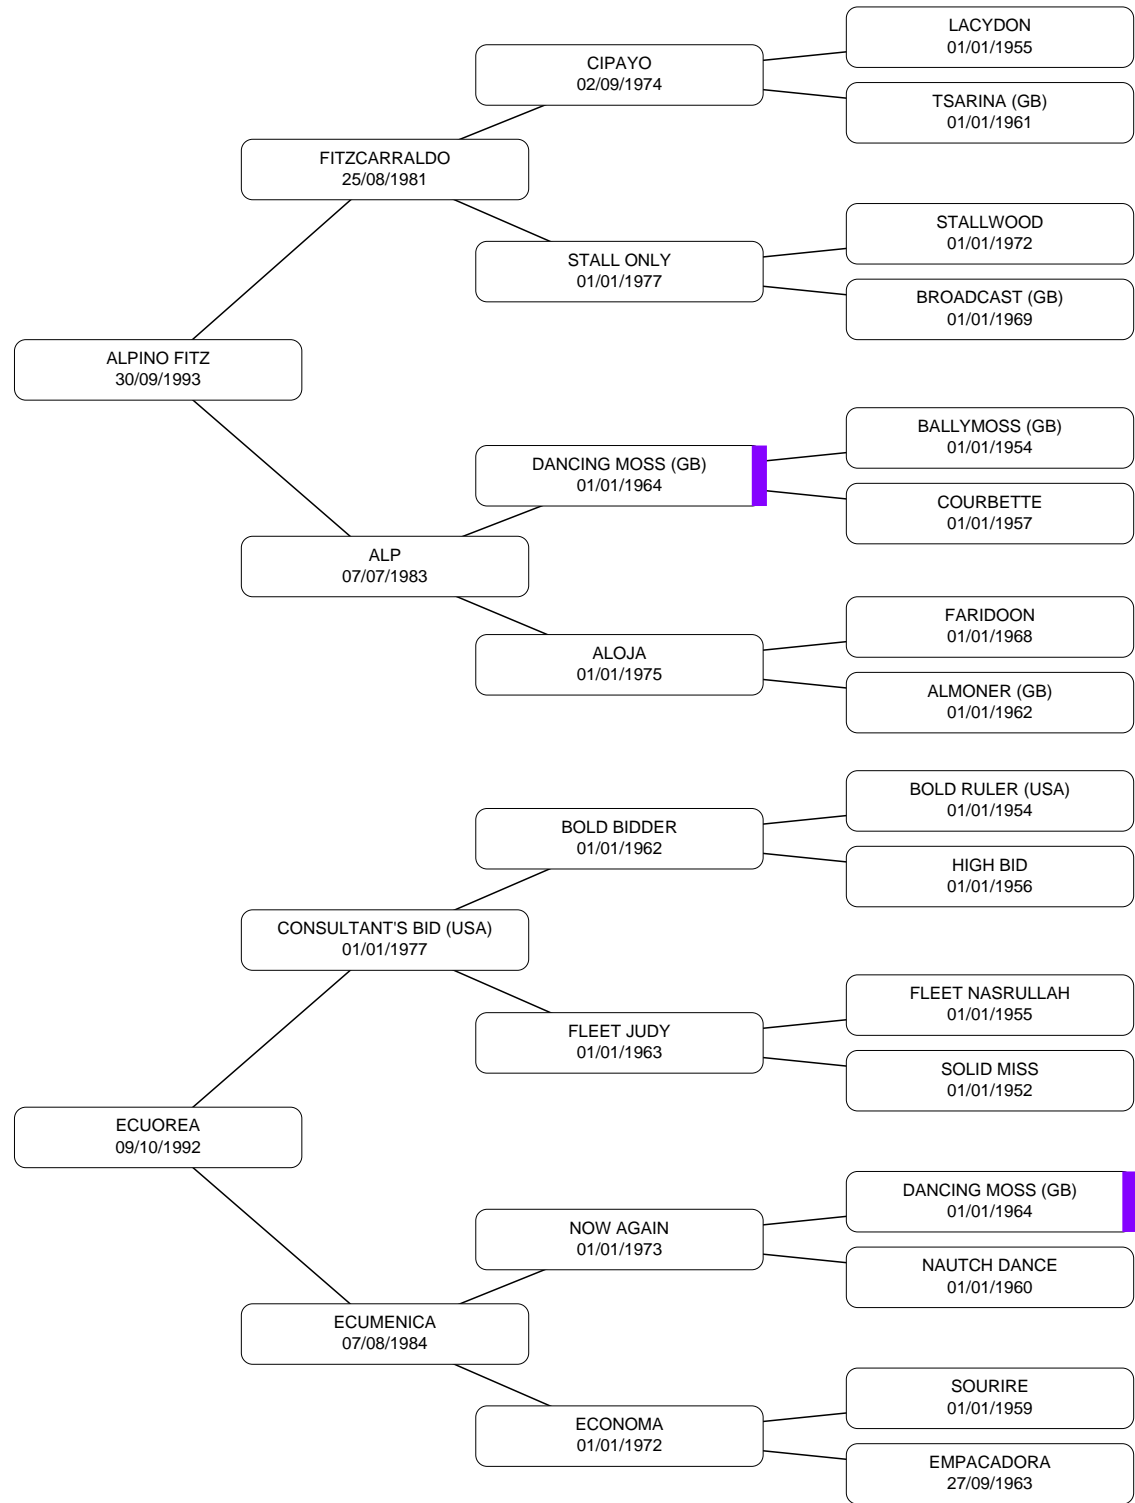 LACYDON
01/01/1955
CIPAYO
02/09/1974
TSARINA (GB)
01/01/1961
FITZCARRALDO
25/08/1981
STALLWOOD
01/01/1972
STALL ONLY
01/01/1977
BROADCAST (GB)
01/01/1969
ALPINO FITZ
30/09/1993
BALLYMOSS (GB)
01/01/1954
DANCING MOSS (GB)
01/01/1964
COURBETTE
01/01/1957
ALP
07/07/1983
FARIDOON
01/01/1968
ALOJA
01/01/1975
ALMONER (GB)
01/01/1962
BOLD RULER (USA)
01/01/1954
BOLD BIDDER
01/01/1962
HIGH BID
01/01/1956
CONSULTANT'S BID (USA)
01/01/1977
FLEET NASRULLAH
01/01/1955
FLEET JUDY
01/01/1963
SOLID MISS
01/01/1952
ECUOREA
09/10/1992
DANCING MOSS (GB)
01/01/1964
NOW AGAIN
01/01/1973
NAUTCH DANCE
01/01/1960
ECUMENICA
07/08/1984
SOURIRE
01/01/1959
ECONOMA
01/01/1972
EMPACADORA
27/09/1963